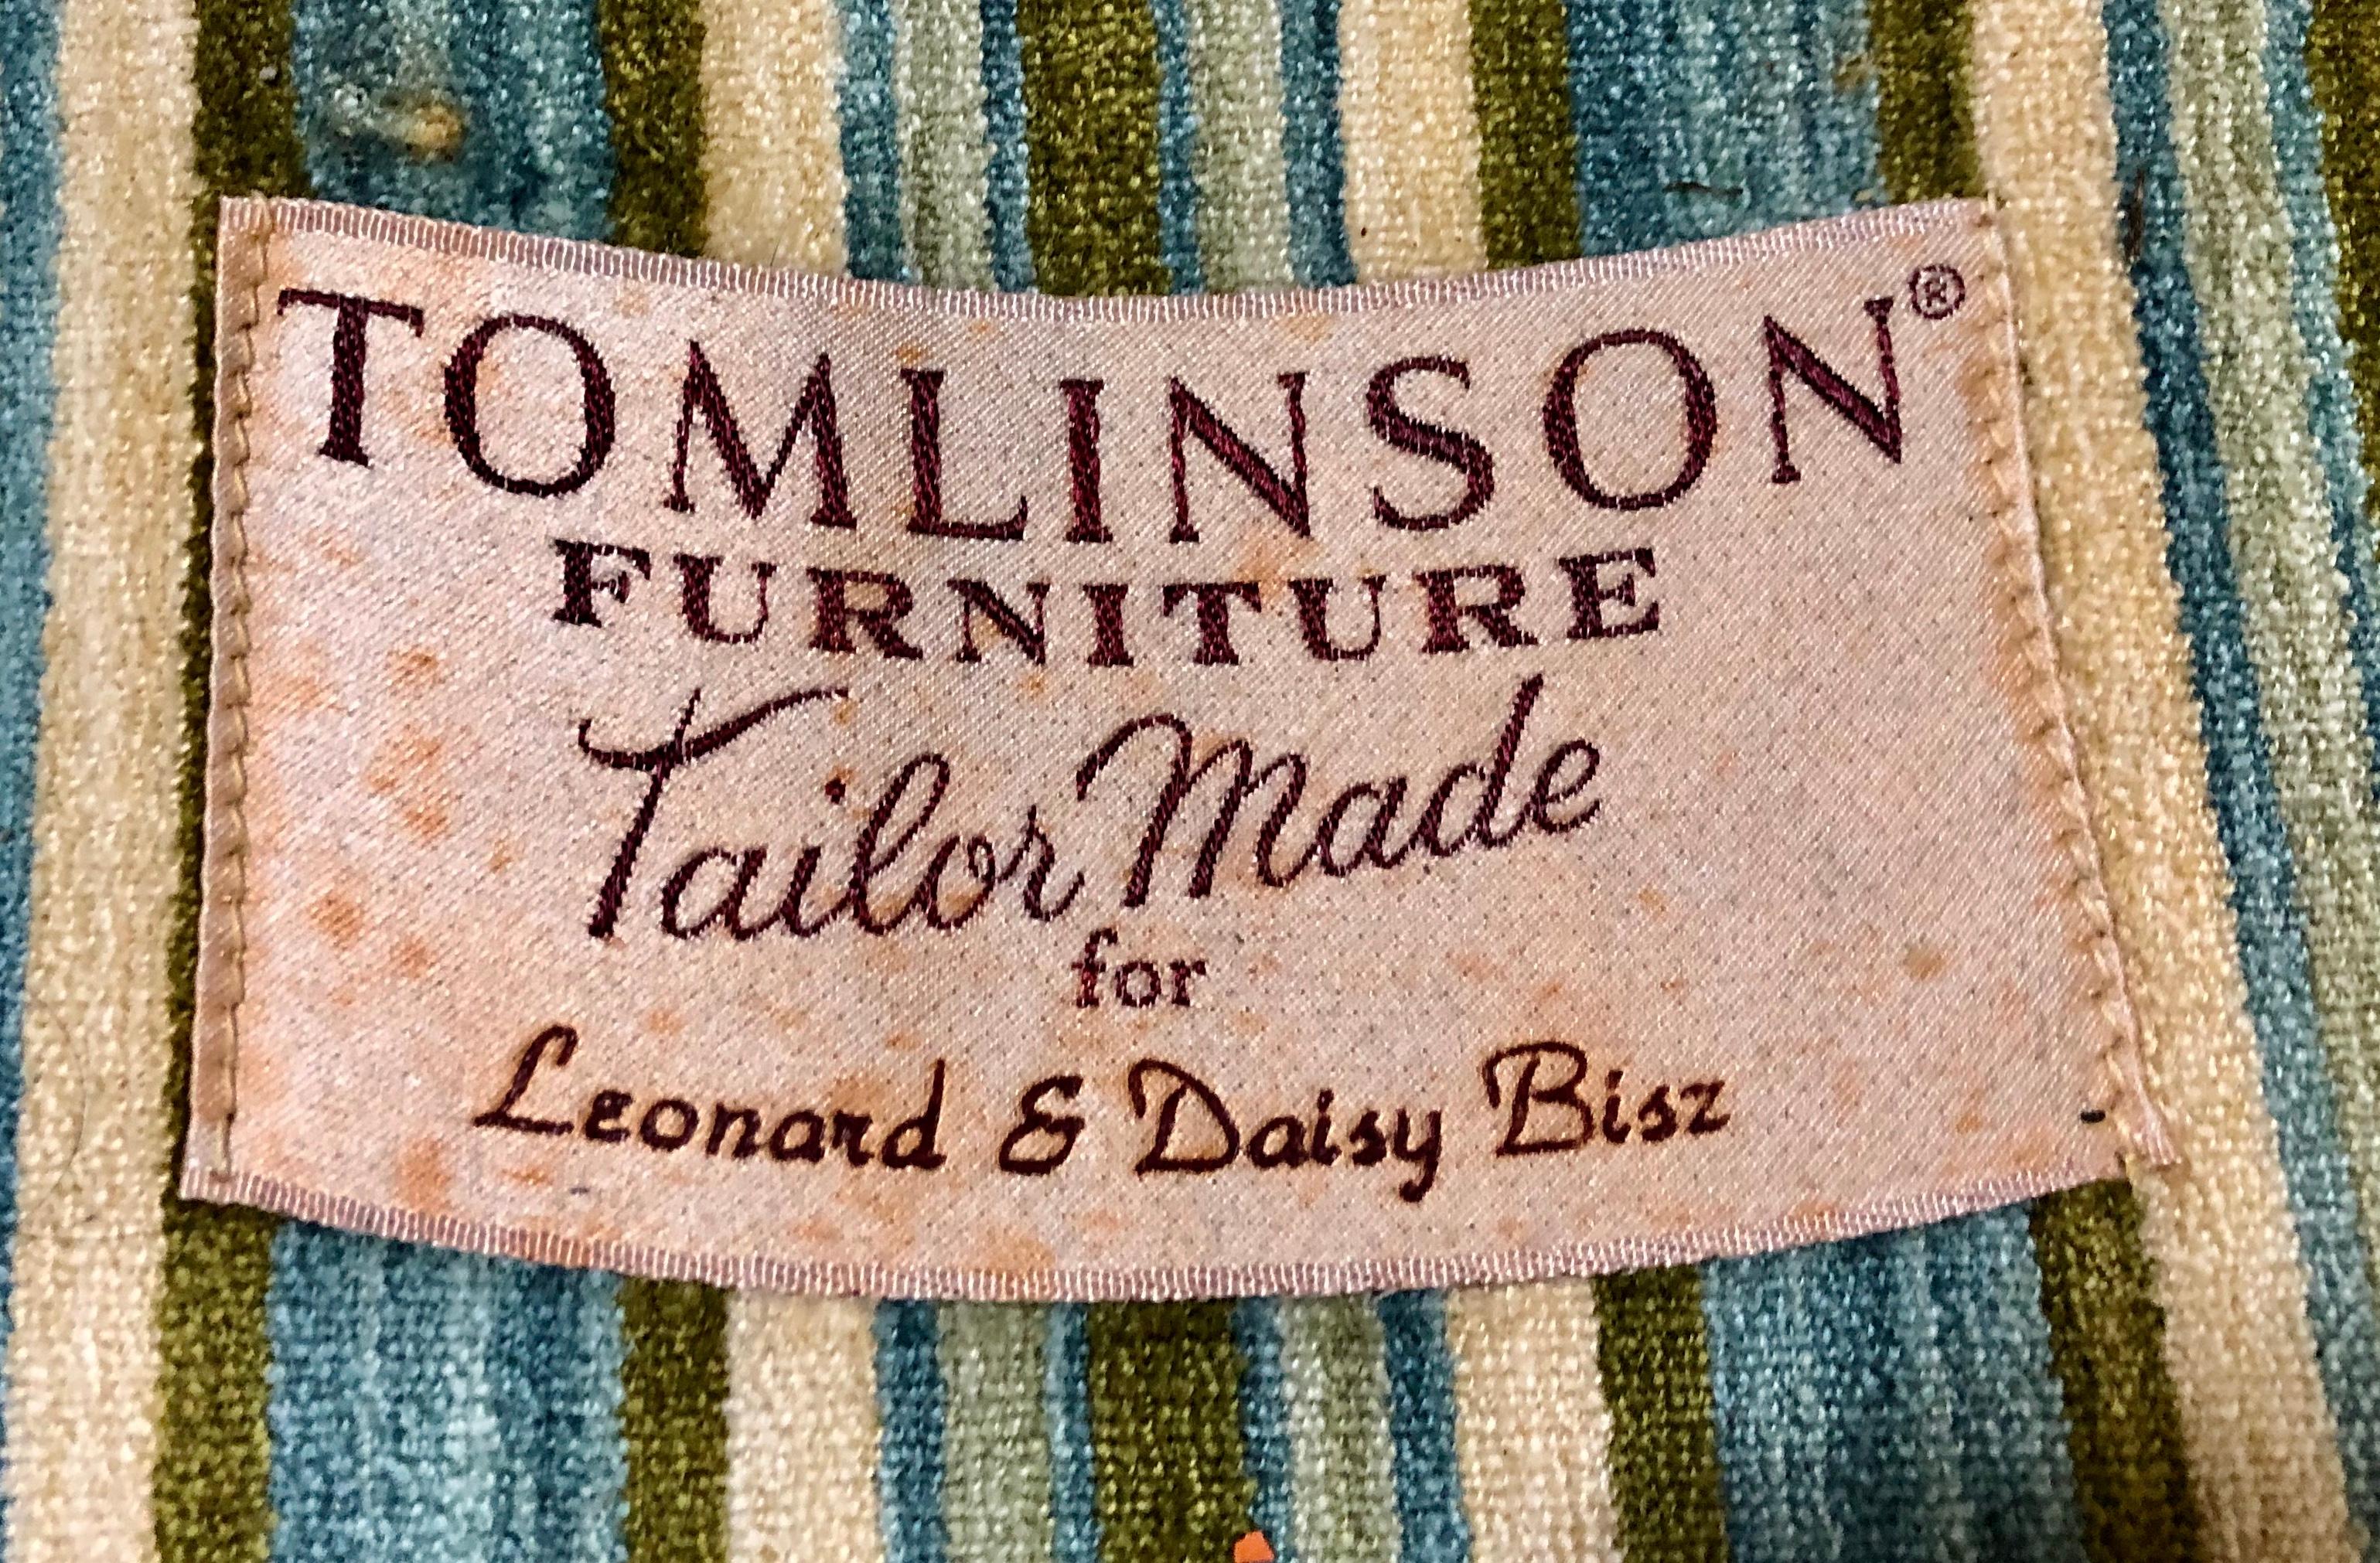 TOMLINSON®
FURNITURE
Tailor Made
for
Leonard & Daisy Bisz